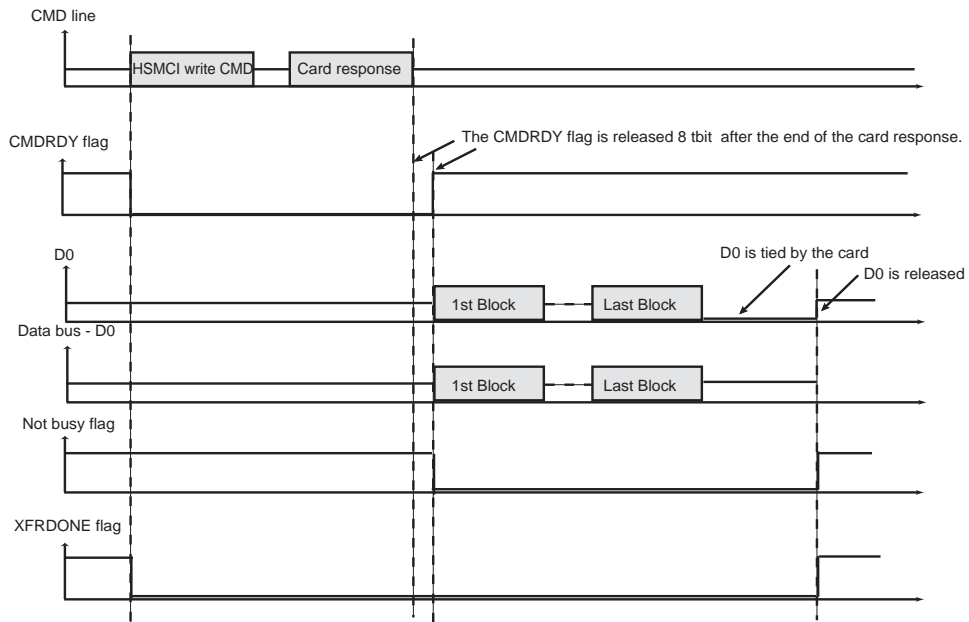 CMD line
HSMCI write CMD
Card response
CMDRDY flag
The CMDRDY flag is released 8 tbit after the end of the card response.
D0
D0 is tied by the card
D0 is released
1st Block
Last Block
Data bus - D0
1st Block
Last Block
Not busy flag
XFRDONE flag